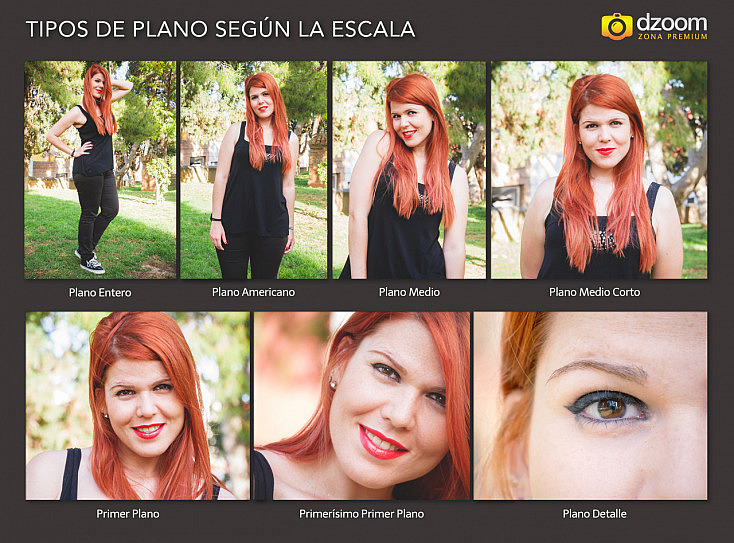 TIPOS DE PLANO SEGÚN LA ESCALA
dzoom
ZONA PREMIUM
Plano Entero
Plano Americano
Plano Medio
Plano Medio Corto
Primer Plano
Primerísimo Primer Plano
Plano Detalle